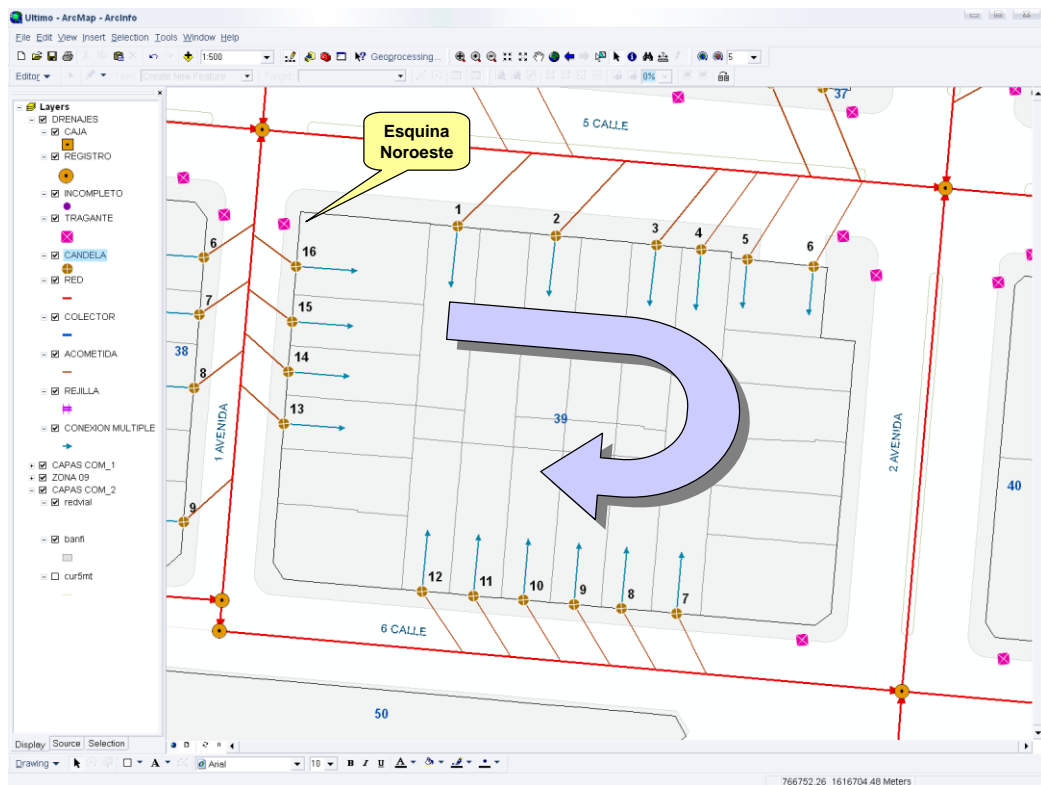 Ultimo - ArcMap - ArcInfo
File Edit View Insert Selection Tools Window Help
1:500
Geoprocessing...
5
Editor
Create New Feature
Target:
0%
Layers
DRENAJES
CAJA
REGISTRO
INCOMPLETO
TRAGANTE
CANDELA
RED
COLECTOR
ACOMETIDA
REJILLA
CONEXION MULTIPLE
CAPAS COM_1
ZONA 09
CAPAS COM_2
redvial
banfi
cur5mt
37
5 CALLE
Esquina
Noroeste
1
2
3
4
5
6
6
16
7
15
38
14
8
13
1 AVENIDA
39
2 AVENIDA
40
9
12
11
10
9
8
7
6 CALLE
50
Display Source Selection
Drawing
A
Arial
10
B I U A
766752.26 1616704.48 Meters